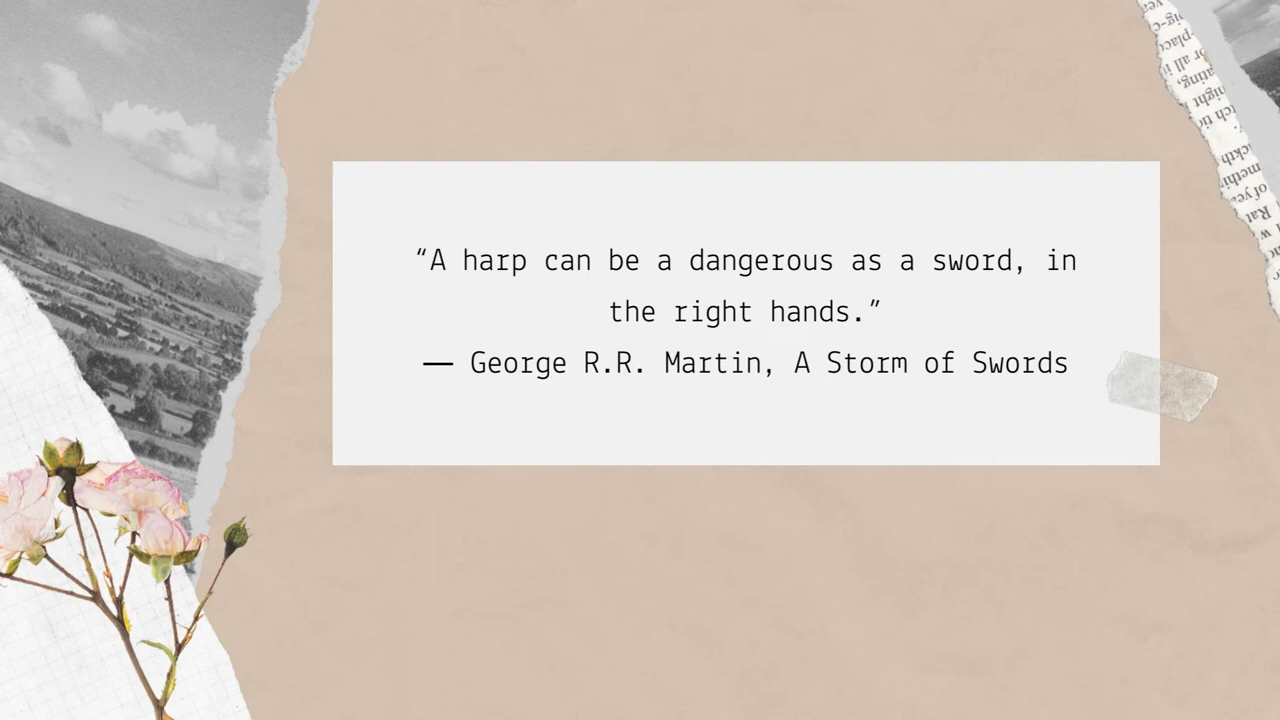 “A harp can be a dangerous as a sword, in
the right hands.”
― George R.R. Martin, A Storm of Swords